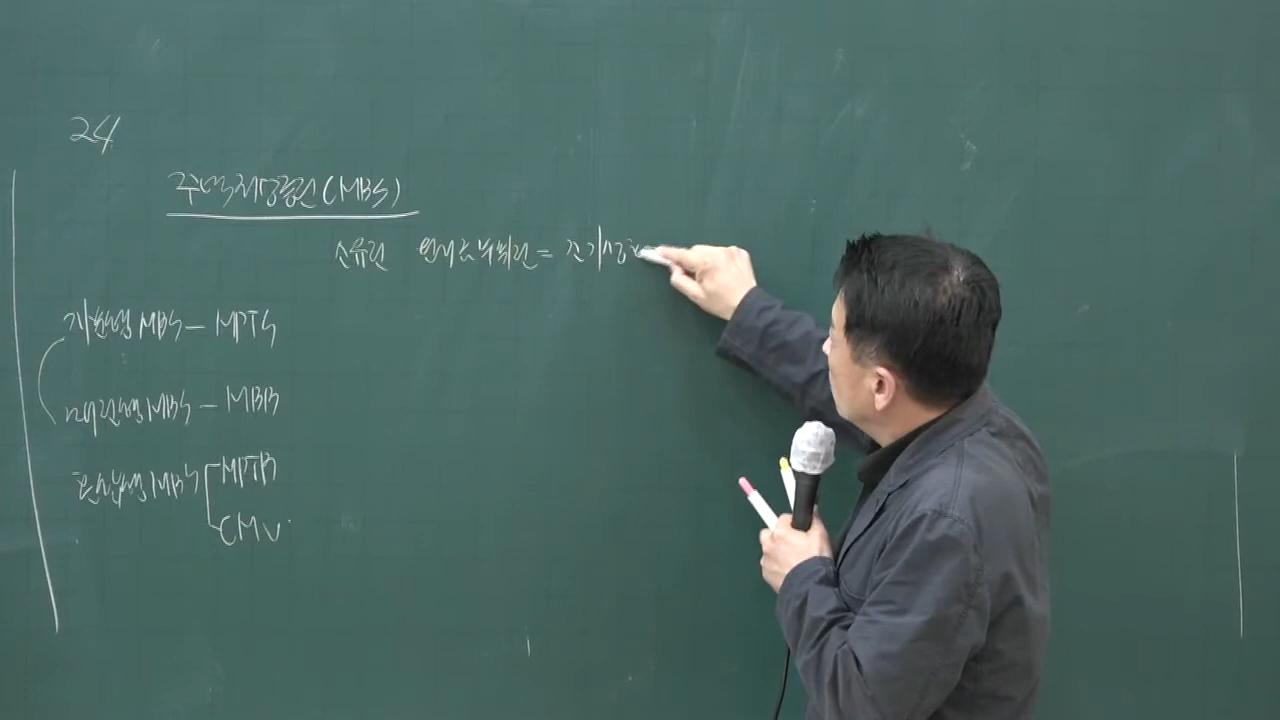 24
주택저당증권(MBS)
소유권 원리금수취권 = 조기상환
지분형 MBS - MPTS
채권형 MBS - MBB
혼합형 MBS MPTB
CMO